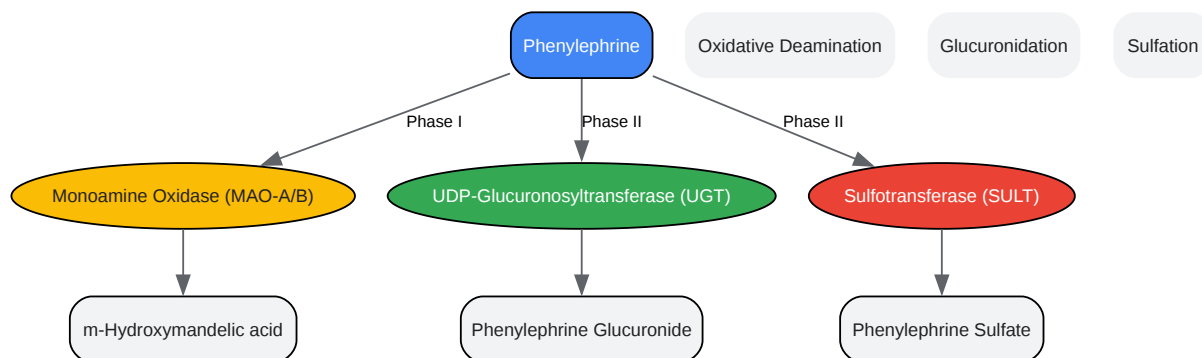 Phenylephrine
Oxidative Deamination
Glucuronidation
Sulfation
Phase I
Phase II
Phase II
Monoamine Oxidase (MAO-A/B)
UDP-Glucuronosyltransferase (UGT)
Sulfotransferase (SULT)
m-Hydroxymandelic acid
Phenylephrine Glucuronide
Phenylephrine Sulfate